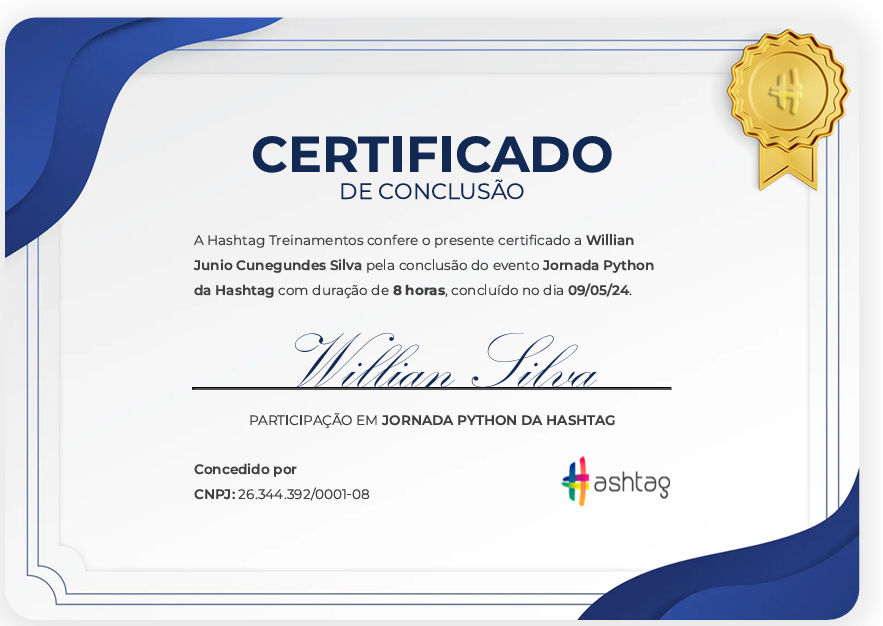 CERTIFICADO
DE CONCLUSÃO
A Hashtag Treinamentos confere o presente certificado a Willian
Junio Cunegundes Silva pela conclusão do evento Jornada Python
da Hashtag com duração de 8 horas, concluído no dia 09/05/24.
Willian Silva
PARTICIPAÇÃO EM JORNADA PYTHON DA HASHTAG
Concedido por
CNPJ: 26.344.392/0001-08
#ashtag